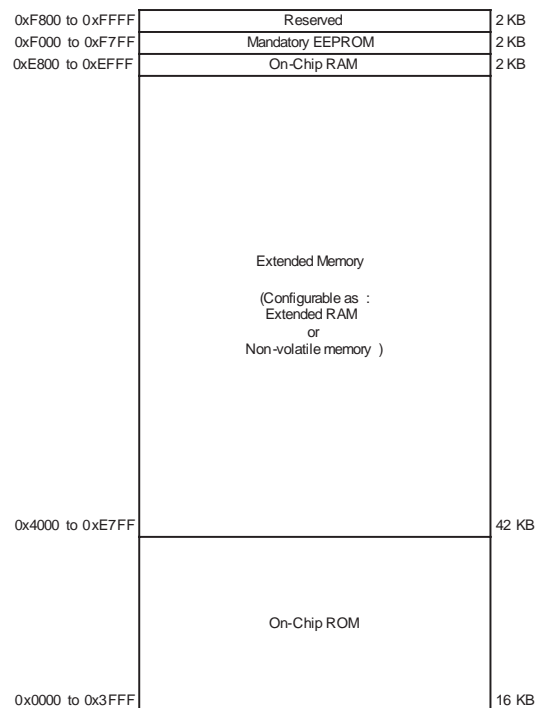 0xF800 to 0xFFFF Reserved 2 KB
0xF000 to 0xF7FF Mandatory EEPROM 2 KB
0xE800 to 0xEFFF On-Chip RAM 2 KB
Extended Memory
(Configurable as :
Extended RAM
or
Non-volatile memory )
0x4000 to 0xE7FF 42 KB
On-Chip ROM
0x0000 to 0x3FFF 16 KB